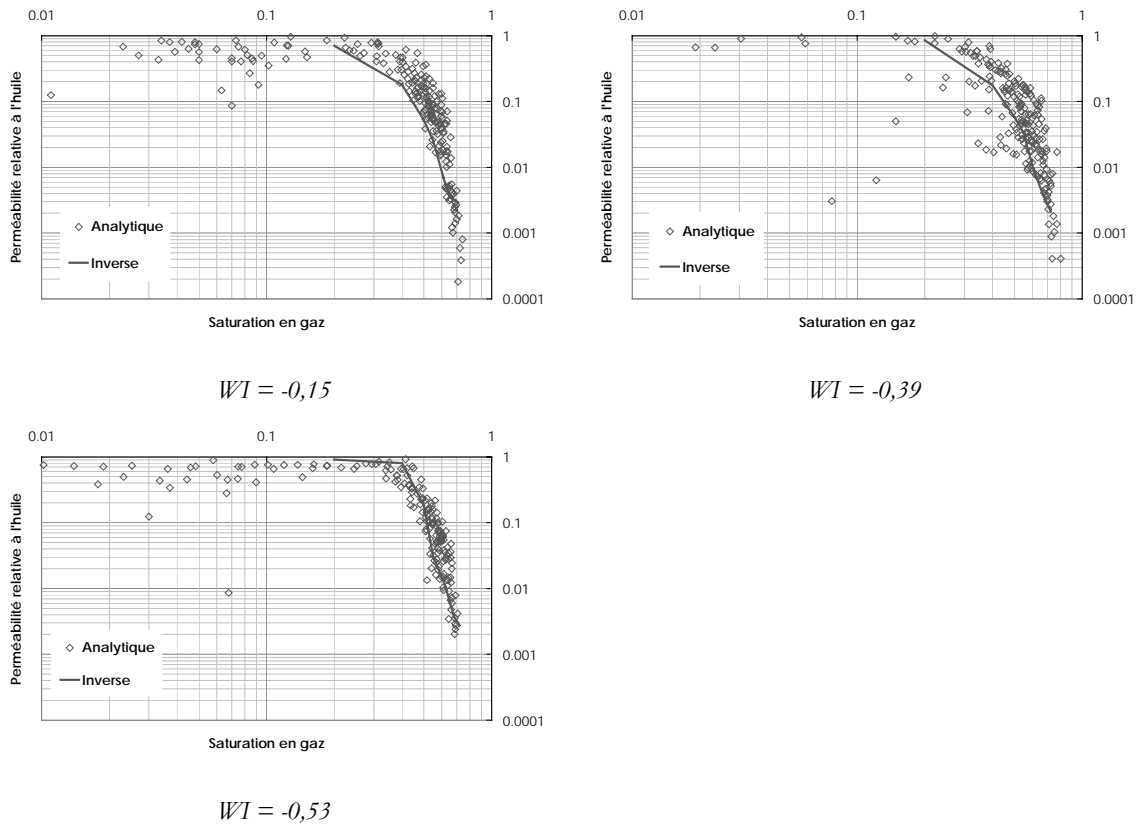 0.01 0.1 1
1
0.1
0.01
0.001
0.0001
Perméabilité relative à l'huile
Analytique
Inverse
Saturation en gaz
WI = -0,15
0.01 0.1 1
1
0.1
0.01
0.001
0.0001
Perméabilité relative à l'huile
Analytique
Inverse
Saturation en gaz
WI = -0,39
0.01 0.1 1
1
0.1
0.01
0.001
0.0001
Perméabilité relative à l'huile
Analytique
Inverse
Saturation en gaz
WI = -0,53